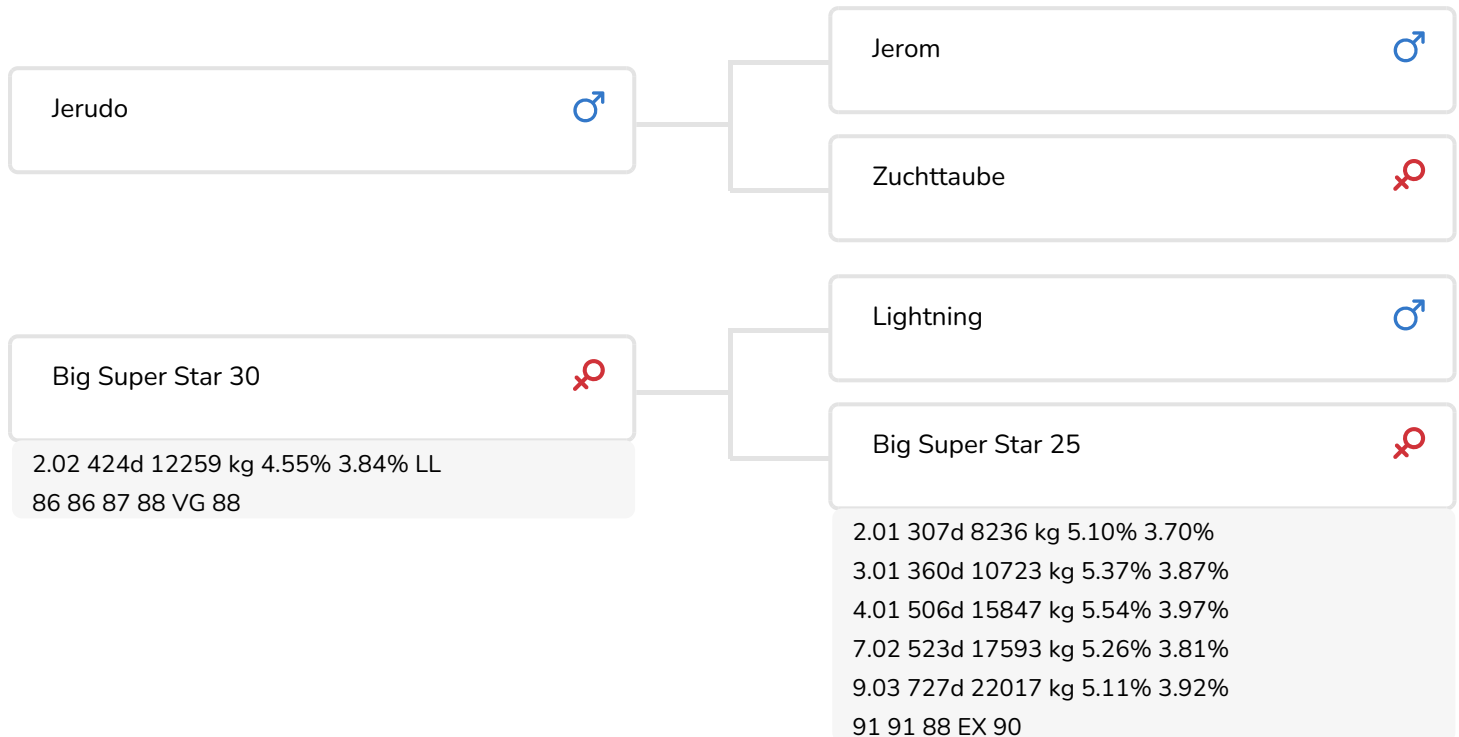 Jerudo
Jerom
Zuchttaube
Big Super Star 30
2.02 424d 12259 kg 4.55% 3.84% LL
86 86 87 88 VG 88
Lightning
Big Super Star 25
2.01 307d 8236 kg 5.10% 3.70%
3.01 360d 10723 kg 5.37% 3.87%
4.01 506d 15847 kg 5.54% 3.97%
7.02 523d 17593 kg 5.26% 3.81%
9.03 727d 22017 kg 5.11% 3.92%
91 91 88 EX 90